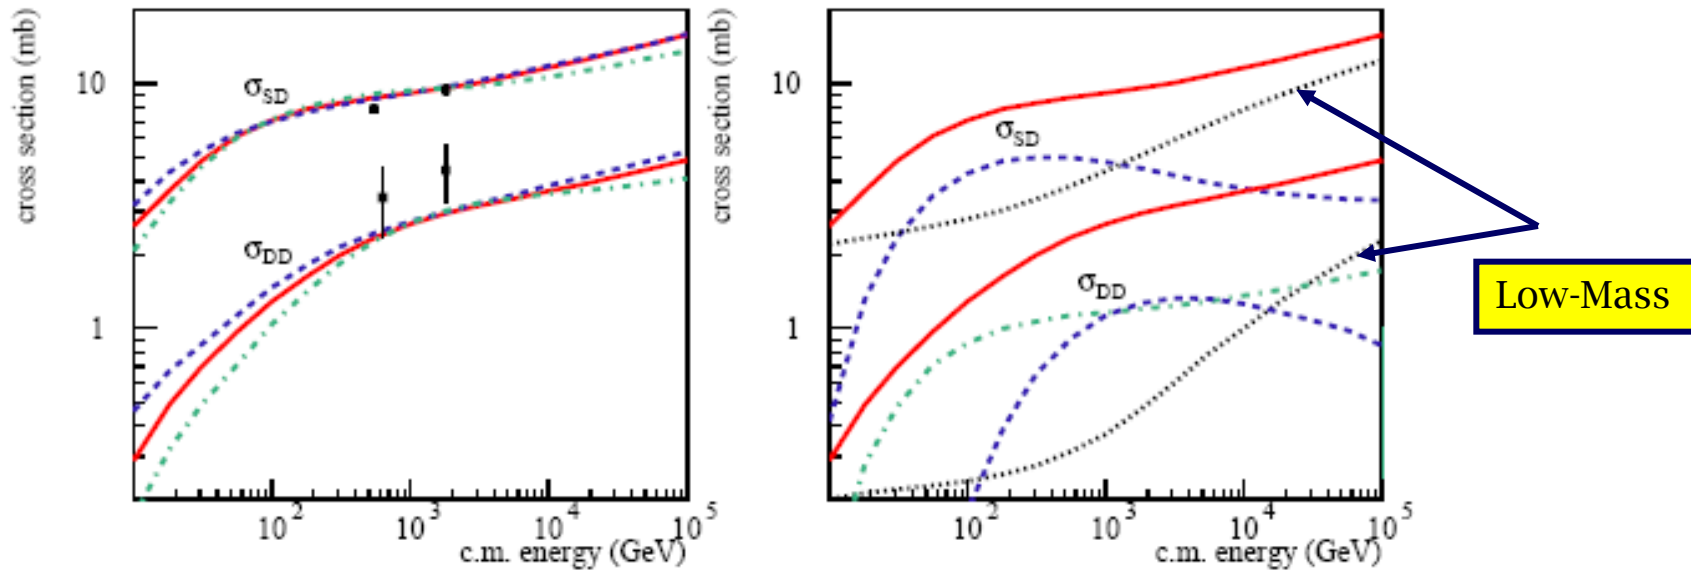 cross section (mb)
10
1
σSD
σDD
10²
10³
10⁴
10⁵
c.m. energy (GeV)
cross section (mb)
10
1
σSD
σDD
10²
10³
10⁴
10⁵
c.m. energy (GeV)
Low-Mass